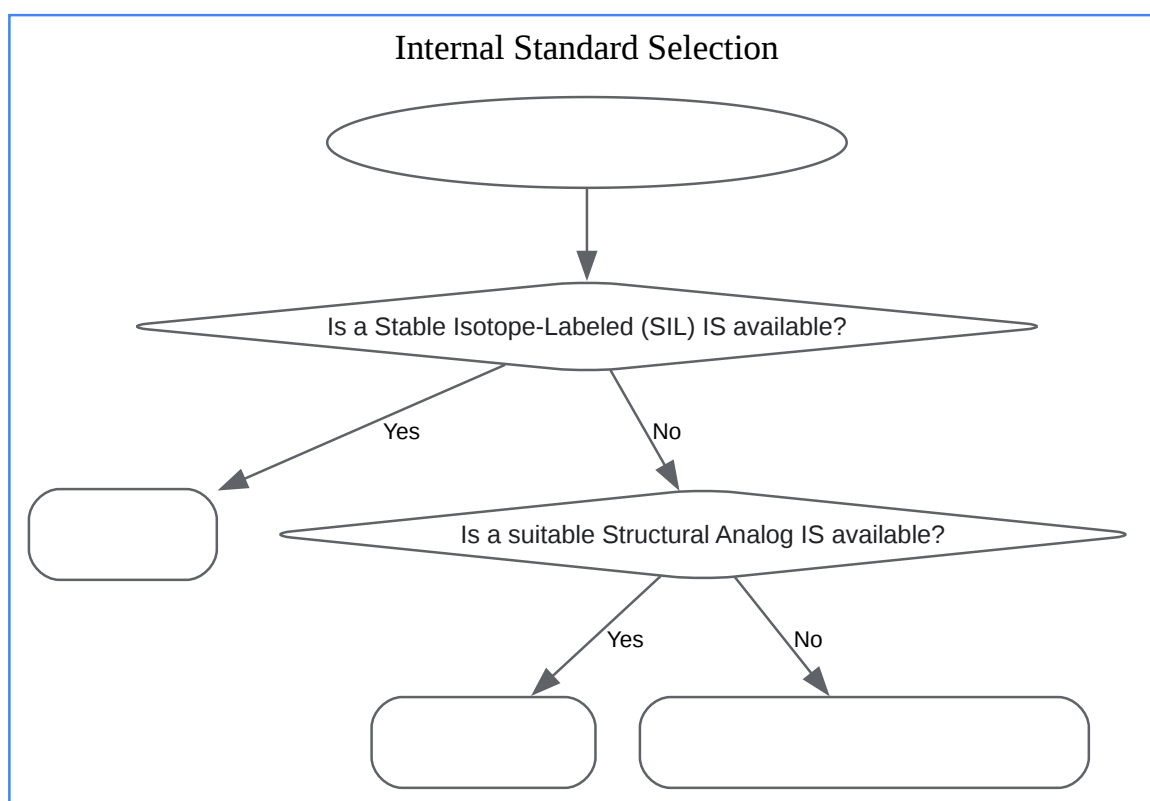 Internal Standard Selection
Is a Stable Isotope-Labeled (SIL) IS available?
Yes
No
Is a suitable Structural Analog IS available?
Yes
No